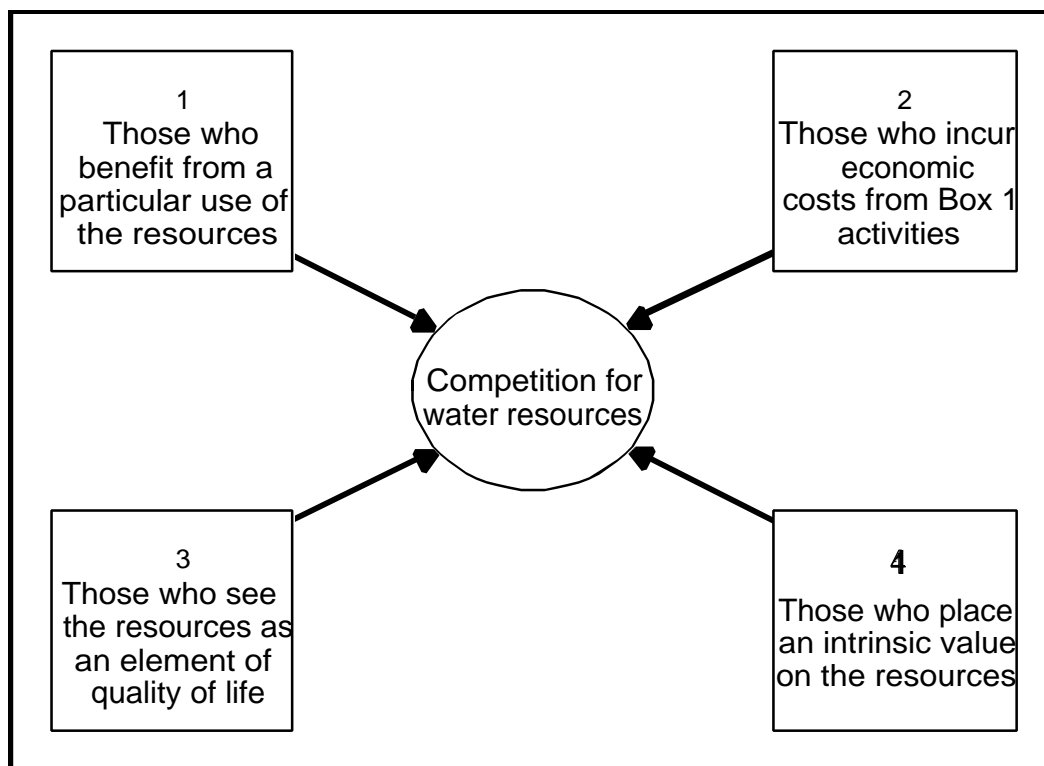 1
Those who
benefit from a
particular use of
the resources
2
Those who incur
economic
costs from Box 1
activities
Competition for
water resources
3
Those who see
the resources as
an element of
quality of life
4
Those who place
an intrinsic value
on the resources